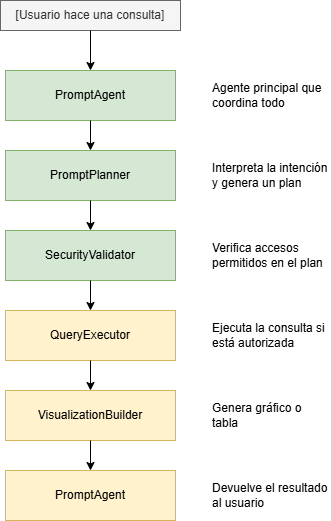 [Usuario hace una consulta]
PromptAgent
Agente principal que
coordina todo
PromptPlanner
Interpreta la intención
y genera un plan
SecurityValidator
Verifica accesos
permitidos en el plan
QueryExecutor
Ejecuta la consulta si
está autorizada
VisualizationBuilder
Genera gráfico o
tabla
PromptAgent
Devuelve el resultado
al usuario